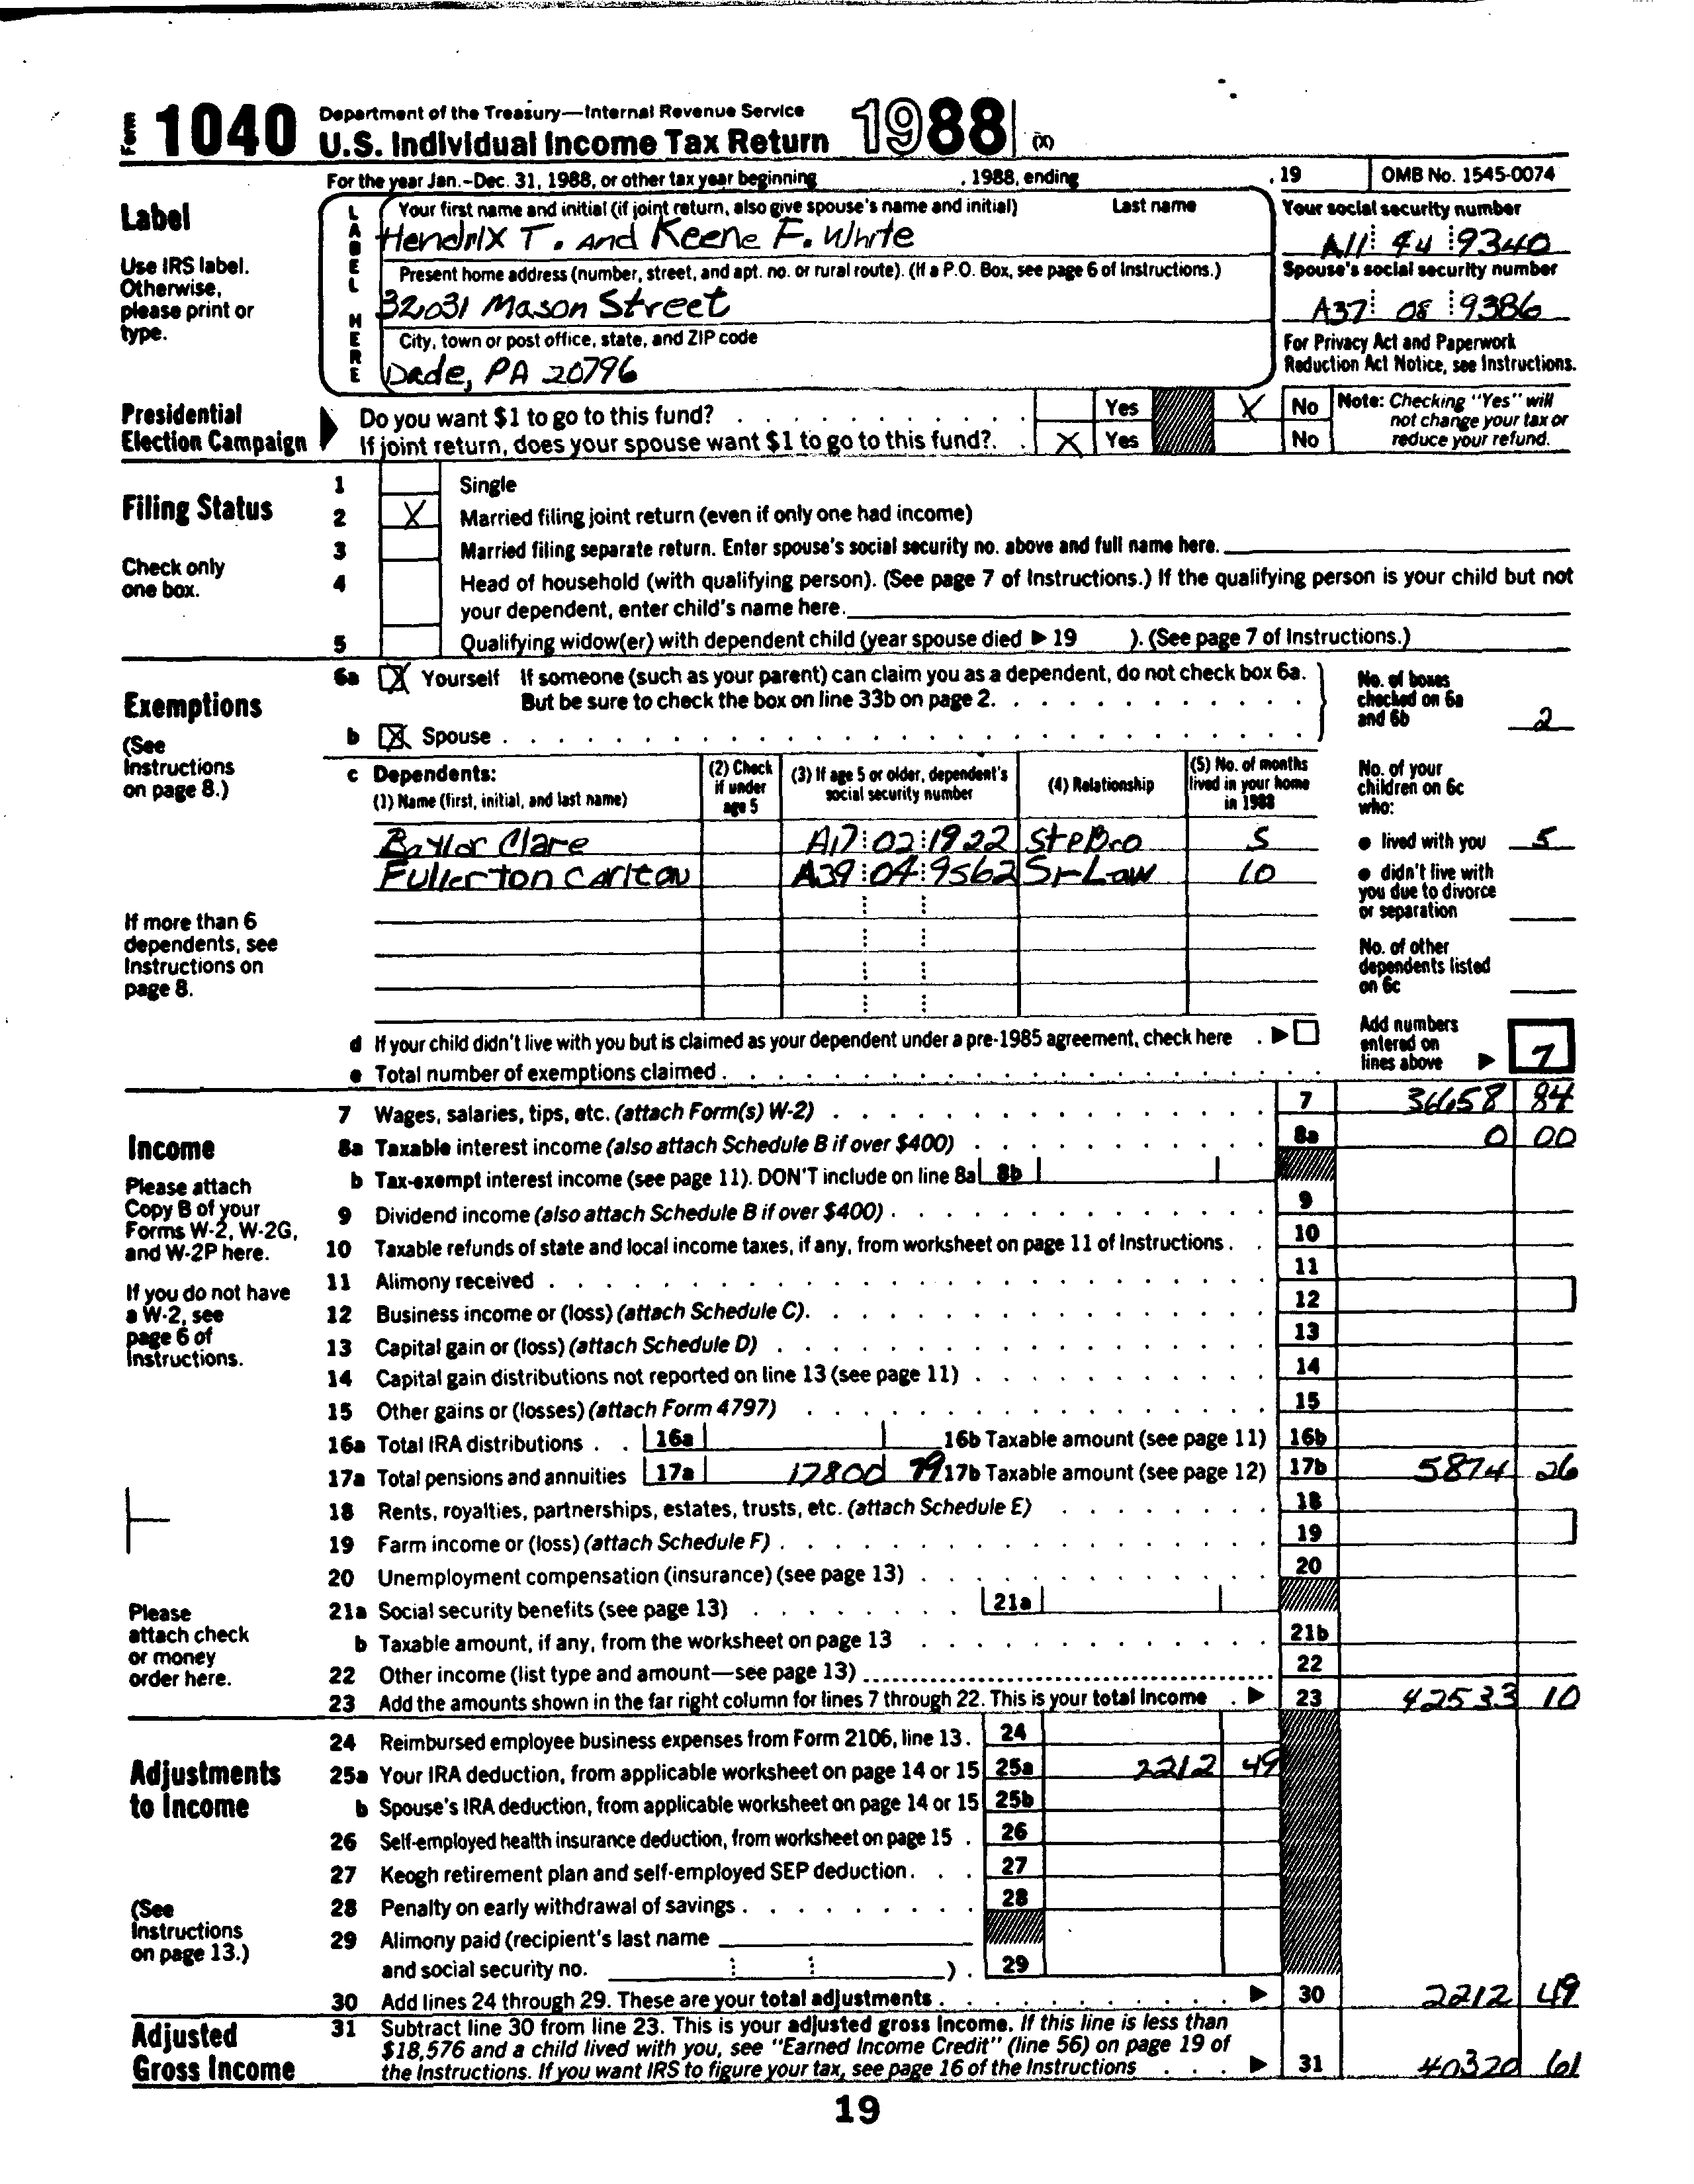 Form 1040 Department of the Treasury—Internal Revenue Service
U.S. Individual Income Tax Return 1988 (X)
For the year Jan.-Dec. 31, 1988, or other tax year beginning , 1988, ending , 19 OMB No. 1545-0074
Label
Use IRS label.
Otherwise,
please print or
type.
LABEL HERE
Your first name and initial (if joint return, also give spouse's name and initial) Last name
Hendrix T. And Keene F. White
Present home address (number, street, and apt. no. or rural route). (If a P.O. Box, see page 6 of Instructions.)
32031 Mason Street
City, town or post office, state, and ZIP code
Dade, PA 20796
Your social security number
A11 44 9340
Spouse's social security number
A37 08 9386
For Privacy Act and Paperwork
Reduction Act Notice, see Instructions.
Presidential
Election Campaign
Do you want $1 to go to this fund? Yes X No
If joint return, does your spouse want $1 to go to this fund? X Yes No
Note: Checking "Yes" will
not change your tax or
reduce your refund.
Filing Status
Check only
one box.
1 Single
2 X Married filing joint return (even if only one had income)
3 Married filing separate return. Enter spouse's social security no. above and full name here.
4 Head of household (with qualifying person). (See page 7 of Instructions.) If the qualifying person is your child but not
your dependent, enter child's name here.
5 Qualifying widow(er) with dependent child (year spouse died ▶ 19 ). (See page 7 of Instructions.)
Exemptions
(See
Instructions
on page 8.)
6a X Yourself If someone (such as your parent) can claim you as a dependent, do not check box 6a.
But be sure to check the box on line 33b on page 2.
b X Spouse
No. of boxes
checked on 6a
and 6b 2
c Dependents:
(1) Name (first, initial, and last name)
(2) Check
if under
age 5
(3) If age 5 or older, dependent's
social security number
(4) Relationship
(5) No. of months
lived in your home
in 1988
Baylor Clare A17 02 1922 StepBro 5
Fullerton Carlton A39 04 9562 Sr-Law 10
If more than 6
dependents, see
Instructions on
page 8.
No. of your
children on 6c
who:
● lived with you 5
● didn't live with
you due to divorce
or separation
No. of other
dependents listed
on 6c
d If your child didn't live with you but is claimed as your dependent under a pre-1985 agreement, check here ▶
e Total number of exemptions claimed
Add numbers
entered on
lines above ▶ 7
Income
Please attach
Copy B of your
Forms W-2, W-2G,
and W-2P here.
If you do not have
a W-2, see
page 6 of
Instructions.
Please
attach check
or money
order here.
7 Wages, salaries, tips, etc. (attach Form(s) W-2) 7 36658 84
8a Taxable interest income (also attach Schedule B if over $400) 8a 0 00
b Tax-exempt interest income (see page 11). DON'T include on line 8a 8b
9 Dividend income (also attach Schedule B if over $400) 9
10 Taxable refunds of state and local income taxes, if any, from worksheet on page 11 of Instructions 10
11 Alimony received 11
12 Business income or (loss) (attach Schedule C) 12
13 Capital gain or (loss) (attach Schedule D) 13
14 Capital gain distributions not reported on line 13 (see page 11) 14
15 Other gains or (losses) (attach Form 4797) 15
16a Total IRA distributions 16a 16b Taxable amount (see page 11) 16b
17a Total pensions and annuities 17a 17800 79 17b Taxable amount (see page 12) 17b 5874 26
18 Rents, royalties, partnerships, estates, trusts, etc. (attach Schedule E) 18
19 Farm income or (loss) (attach Schedule F) 19
20 Unemployment compensation (insurance) (see page 13) 20
21a Social security benefits (see page 13) 21a
b Taxable amount, if any, from the worksheet on page 13 21b
22 Other income (list type and amount—see page 13) 22
23 Add the amounts shown in the far right column for lines 7 through 22. This is your total income ▶ 23 42533 10
Adjustments
to Income
(See
Instructions
on page 13.)
24 Reimbursed employee business expenses from Form 2106, line 13. 24
25a Your IRA deduction, from applicable worksheet on page 14 or 15 25a 2212 49
b Spouse's IRA deduction, from applicable worksheet on page 14 or 15 25b
26 Self-employed health insurance deduction, from worksheet on page 15 26
27 Keogh retirement plan and self-employed SEP deduction 27
28 Penalty on early withdrawal of savings 28
29 Alimony paid (recipient's last name
and social security no. ) 29
30 Add lines 24 through 29. These are your total adjustments ▶ 30 2212 49
Adjusted
Gross Income
31 Subtract line 30 from line 23. This is your adjusted gross income. If this line is less than
$18,576 and a child lived with you, see "Earned Income Credit" (line 56) on page 19 of
the Instructions. If you want IRS to figure your tax, see page 16 of the Instructions ▶ 31 40320 61
19